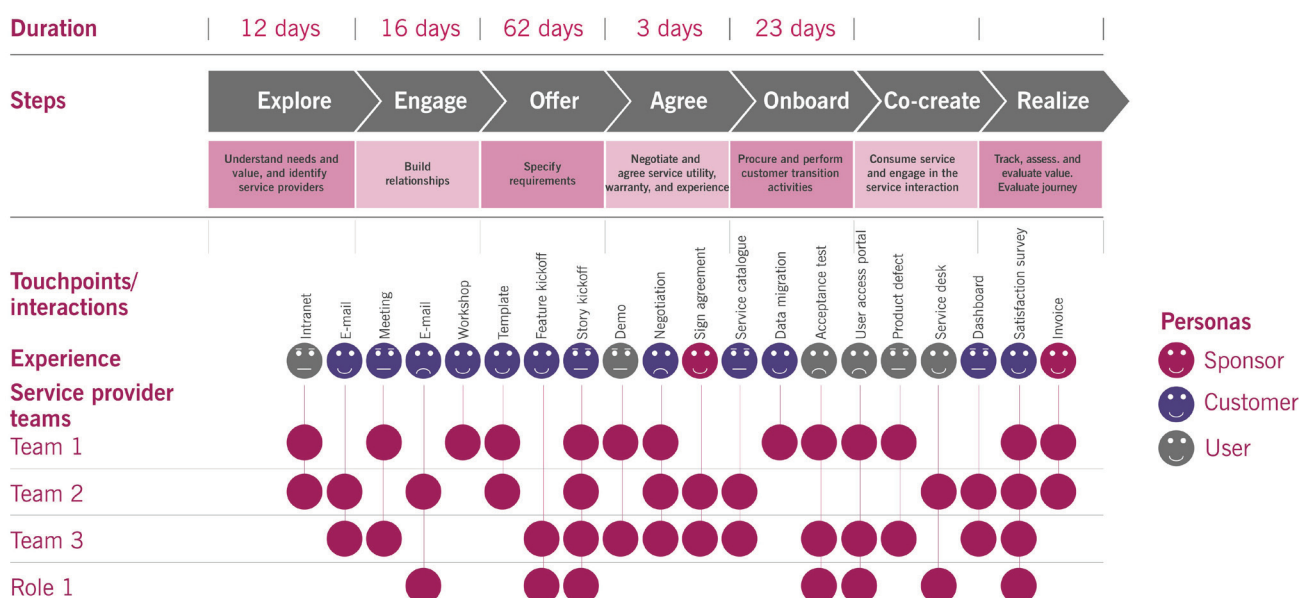 Duration
12 days
16 days
62 days
3 days
23 days
Steps
Explore
Engage
Offer
Agree
Onboard
Co-create
Realize
Understand needs and
value, and identify
service providers
Build
relationships
Specify
requirements
Negotiate and
agree service utility,
warranty, and experience
Procure and perform
customer transition
activities
Consume service
and engage in the
service interaction
Track, assess. and
evaluate value.
Evaluate journey
Touchpoints/
interactions
Intranet
E-mail
Meeting
E-mail
Workshop
Template
Feature kickoff
Story kickoff
Demo
Negotiation
Sign agreement
Service catalogue
Data migration
Acceptance test
User access portal
Product defect
Service desk
Dashboard
Satisfaction survey
Invoice
Experience
Service provider
teams
Team 1
Team 2
Team 3
Role 1
Personas
Sponsor
Customer
User